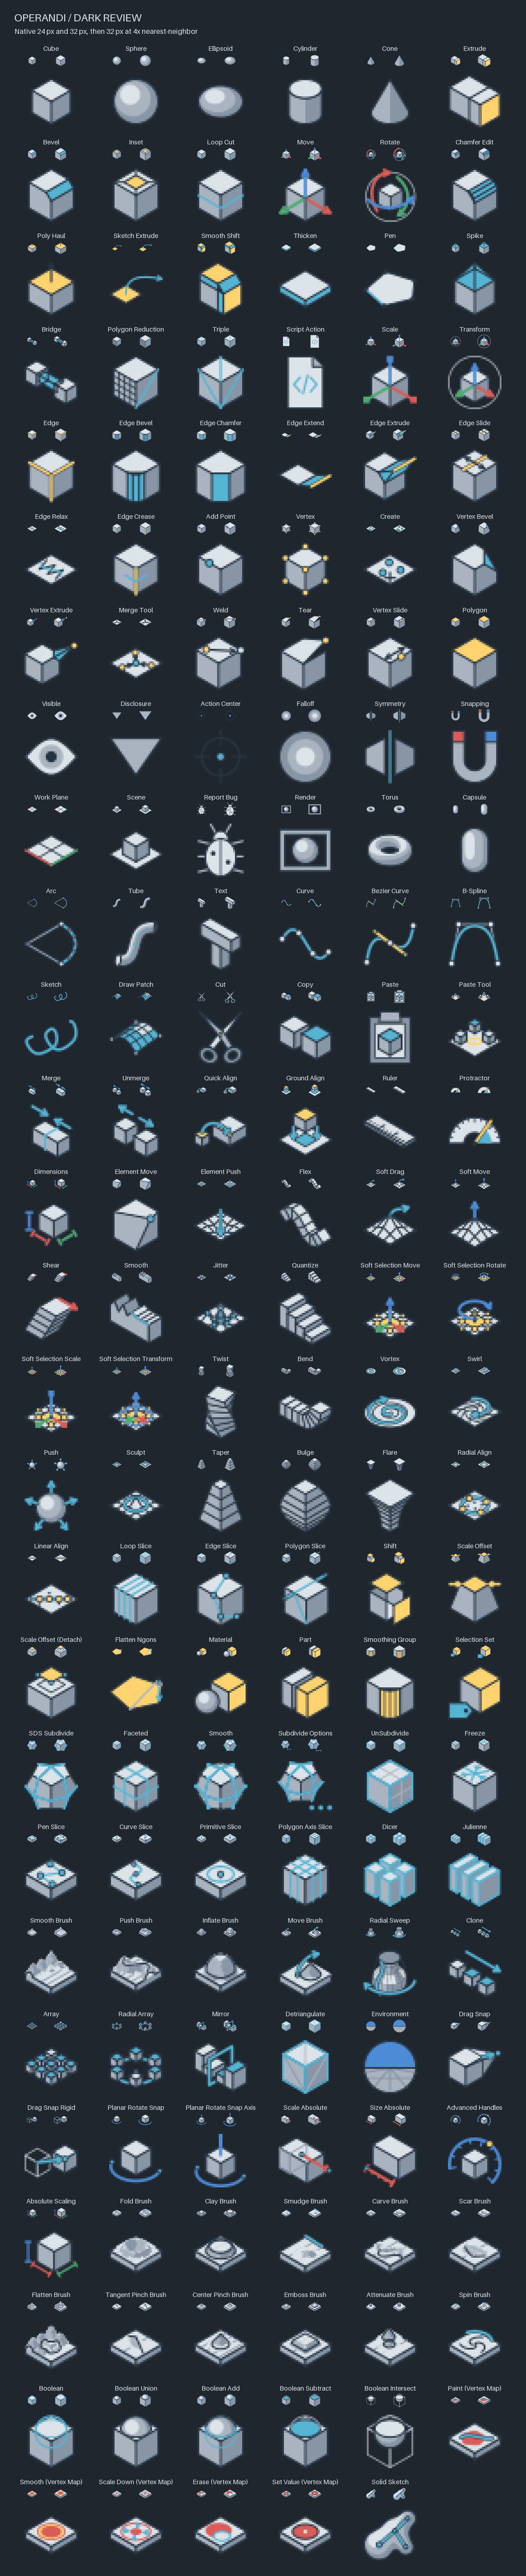 OPERANDI / DARK REVIEW
Native 24 px and 32 px, then 32 px at 4x nearest-neighbor
Cube Sphere Ellipsoid Cylinder Cone Extrude
Bevel Inset Loop Cut Move Rotate Chamfer Edit
Poly Haul Sketch Extrude Smooth Shift Thicken Pen Spike
Bridge Polygon Reduction Triple Script Action Scale Transform
</>
Edge Edge Bevel Edge Chamfer Edge Extend Edge Extrude Edge Slide
Edge Relax Edge Crease Add Point Vertex Create Vertex Bevel
Vertex Extrude Merge Tool Weld Tear Vertex Slide Polygon
Visible Disclosure Action Center Falloff Symmetry Snapping
Work Plane Scene Report Bug Render Torus Capsule
Arc Tube Text Curve Bezier Curve B-Spline
Sketch Draw Patch Cut Copy Paste Paste Tool
Merge Unmerge Quick Align Ground Align Ruler Protractor
Dimensions Element Move Element Push Flex Soft Drag Soft Move
Shear Smooth Jitter Quantize Soft Selection Move Soft Selection Rotate
Soft Selection Scale Soft Selection Transform Twist Bend Vortex Swirl
Push Sculpt Taper Bulge Flare Radial Align
Linear Align Loop Slice Edge Slice Polygon Slice Shift Scale Offset
Scale Offset (Detach) Flatten Ngons Material Part Smoothing Group Selection Set
SDS Subdivide Faceted Smooth Subdivide Options UnSubdivide Freeze
Pen Slice Curve Slice Primitive Slice Polygon Axis Slice Dicer Julienne
Smooth Brush Push Brush Inflate Brush Move Brush Radial Sweep Clone
Array Radial Array Mirror Detriangulate Environment Drag Snap
Drag Snap Rigid Planar Rotate Snap Planar Rotate Snap Axis Scale Absolute Size Absolute Advanced Handles
Absolute Scaling Fold Brush Clay Brush Smudge Brush Carve Brush Scar Brush
Flatten Brush Tangent Pinch Brush Center Pinch Brush Emboss Brush Attenuate Brush Spin Brush
Boolean Boolean Union Boolean Add Boolean Subtract Boolean Intersect Paint (Vertex Map)
Smooth (Vertex Map) Scale Down (Vertex Map) Erase (Vertex Map) Set Value (Vertex Map) Solid Sketch